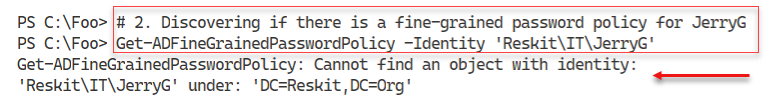 PS C:\Foo> # 2. Discovering if there is a fine-grained password policy for JerryG
PS C:\Foo> Get-ADFineGrainedPasswordPolicy -Identity 'Reskit\IT\JerryG'
Get-ADFineGrainedPasswordPolicy: Cannot find an object with identity:
'Reskit\IT\JerryG' under: 'DC=Reskit,DC=Org'